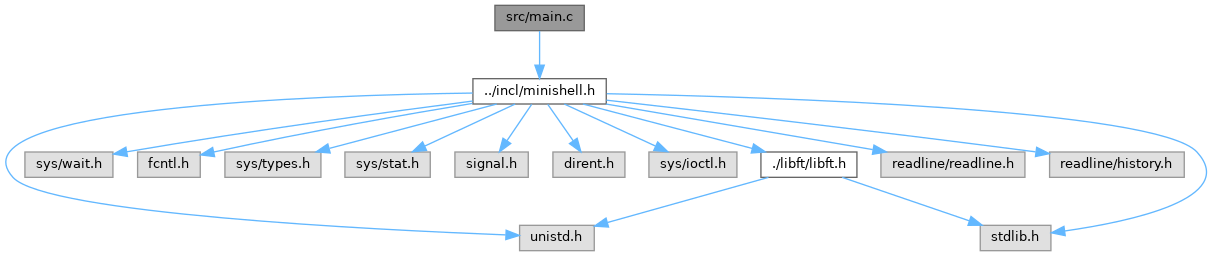 src/main.c
../incl/minishell.h
sys/wait.h
fcntl.h
sys/types.h
sys/stat.h
signal.h
dirent.h
sys/ioctl.h
./libft/libft.h
readline/readline.h
readline/history.h
unistd.h
stdlib.h